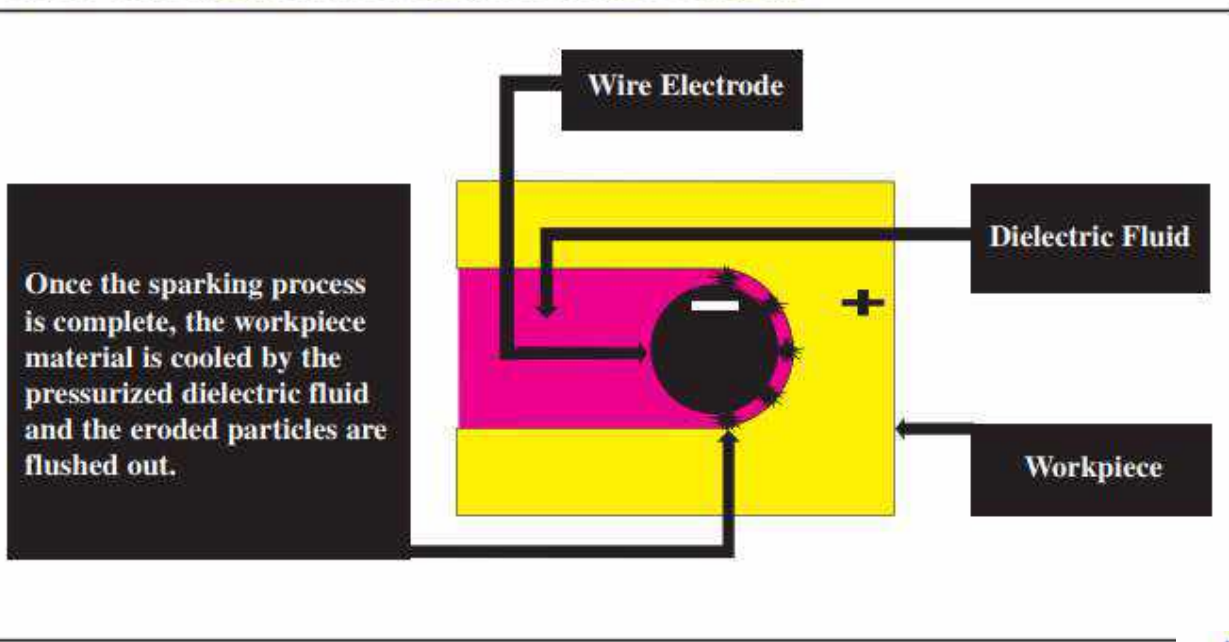 Wire Electrode
Dielectric Fluid
Once the sparking process
is complete, the workpiece
material is cooled by the
pressurized dielectric fluid
and the eroded particles are
flushed out.
+
Workpiece